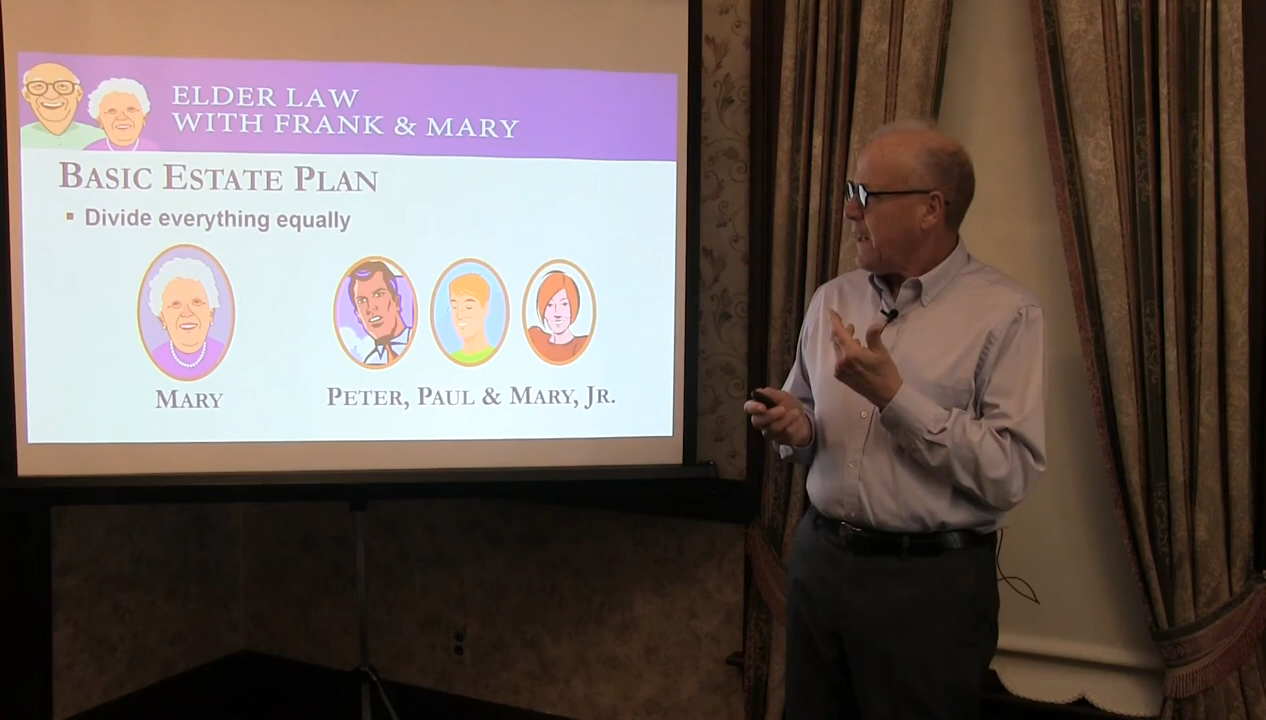 ELDER LAW
WITH FRANK & MARY
BASIC ESTATE PLAN
Divide everything equally
MARY
PETER, PAUL & MARY, JR.